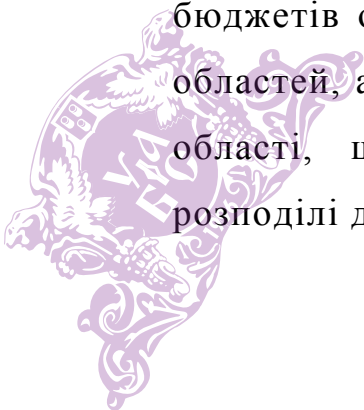 бюджетів
областей,
області,
розподілі